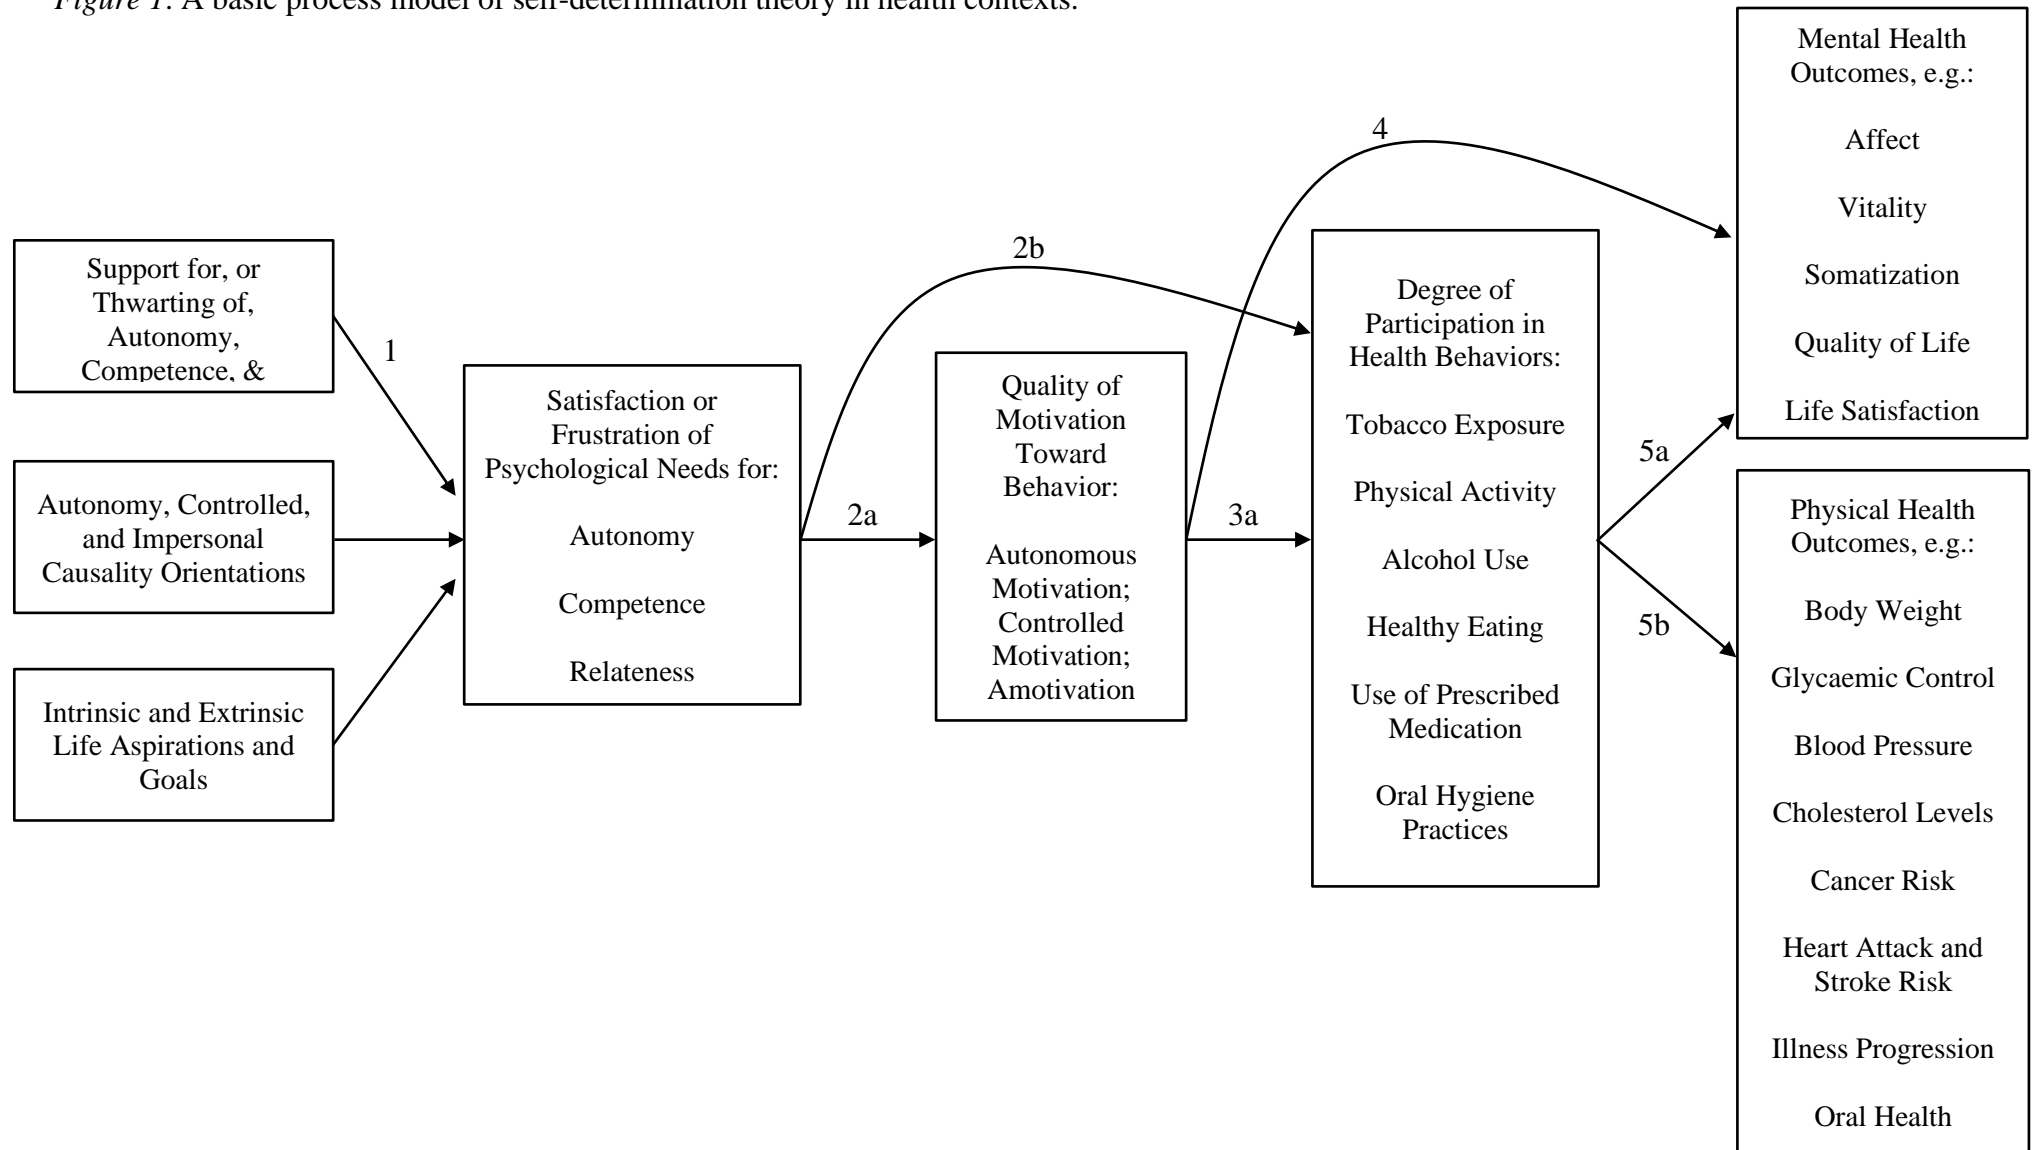 Figure 1. A basic process model of self-determination theory in health contexts.
Support for, or
Thwarting of,
Autonomy,
Competence, &
Autonomy, Controlled,
and Impersonal
Causality Orientations
Intrinsic and Extrinsic
Life Aspirations and
Goals
1
Satisfaction or
Frustration of
Psychological Needs for:
Autonomy
Competence
Relateness
2a
2b
Quality of
Motivation
Toward
Behavior:
Autonomous
Motivation;
Controlled
Motivation;
Amotivation
3a
4
Degree of
Participation in
Health Behaviors:
Tobacco Exposure
Physical Activity
Alcohol Use
Healthy Eating
Use of Prescribed
Medication
Oral Hygiene
Practices
5a
5b
Mental Health
Outcomes, e.g.:
Affect
Vitality
Somatization
Quality of Life
Life Satisfaction
Physical Health
Outcomes, e.g.:
Body Weight
Glycaemic Control
Blood Pressure
Cholesterol Levels
Cancer Risk
Heart Attack and
Stroke Risk
Illness Progression
Oral Health